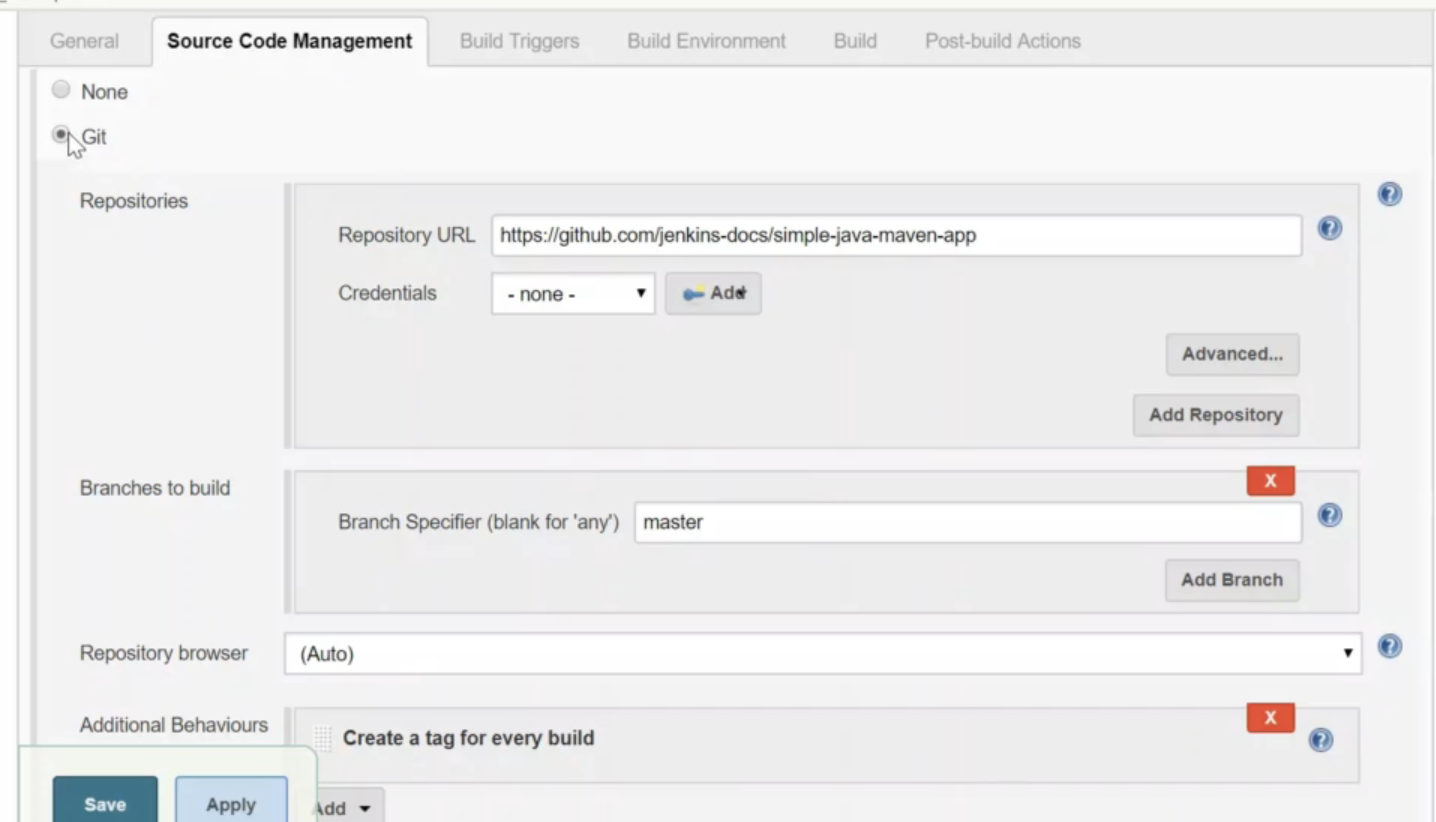 General Source Code Management Build Triggers Build Environment Build Post-build Actions
None
Git
Repositories
Repository URL https://github.com/jenkins-docs/simple-java-maven-app
Credentials - none - Add
Advanced...
Add Repository
X
Branches to build
Branch Specifier (blank for 'any') master
Add Branch
Repository browser (Auto)
X
Additional Behaviours
Create a tag for every build
Save Apply Add